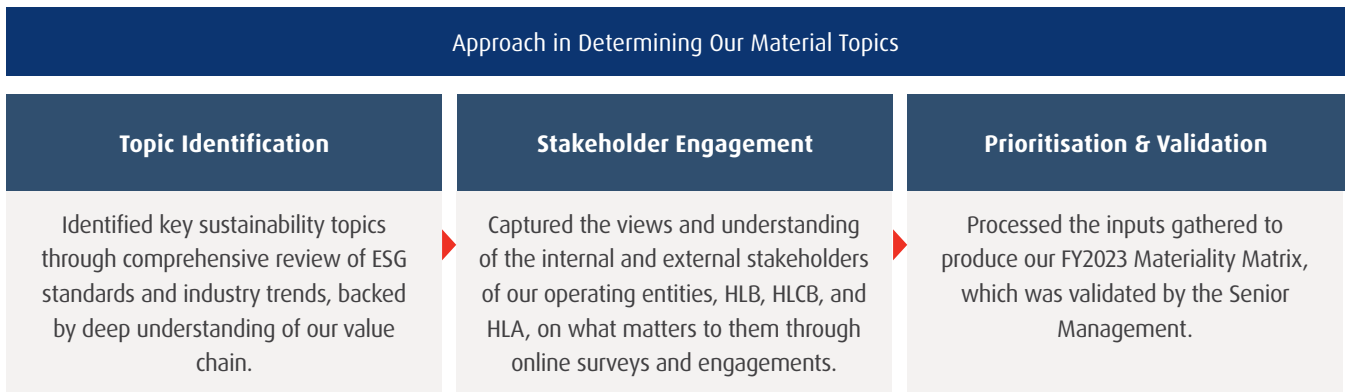 Approach in Determining Our Material Topics
Topic Identification
Identified key sustainability topics
through comprehensive review of ESG
standards and industry trends, backed
by deep understanding of our value
chain.
Stakeholder Engagement
Captured the views and understanding
of the internal and external stakeholders
of our operating entities, HLB, HLCB, and
HLA, on what matters to them through
online surveys and engagements.
Prioritisation & Validation
Processed the inputs gathered to
produce our FY2023 Materiality Matrix,
which was validated by the Senior
Management.